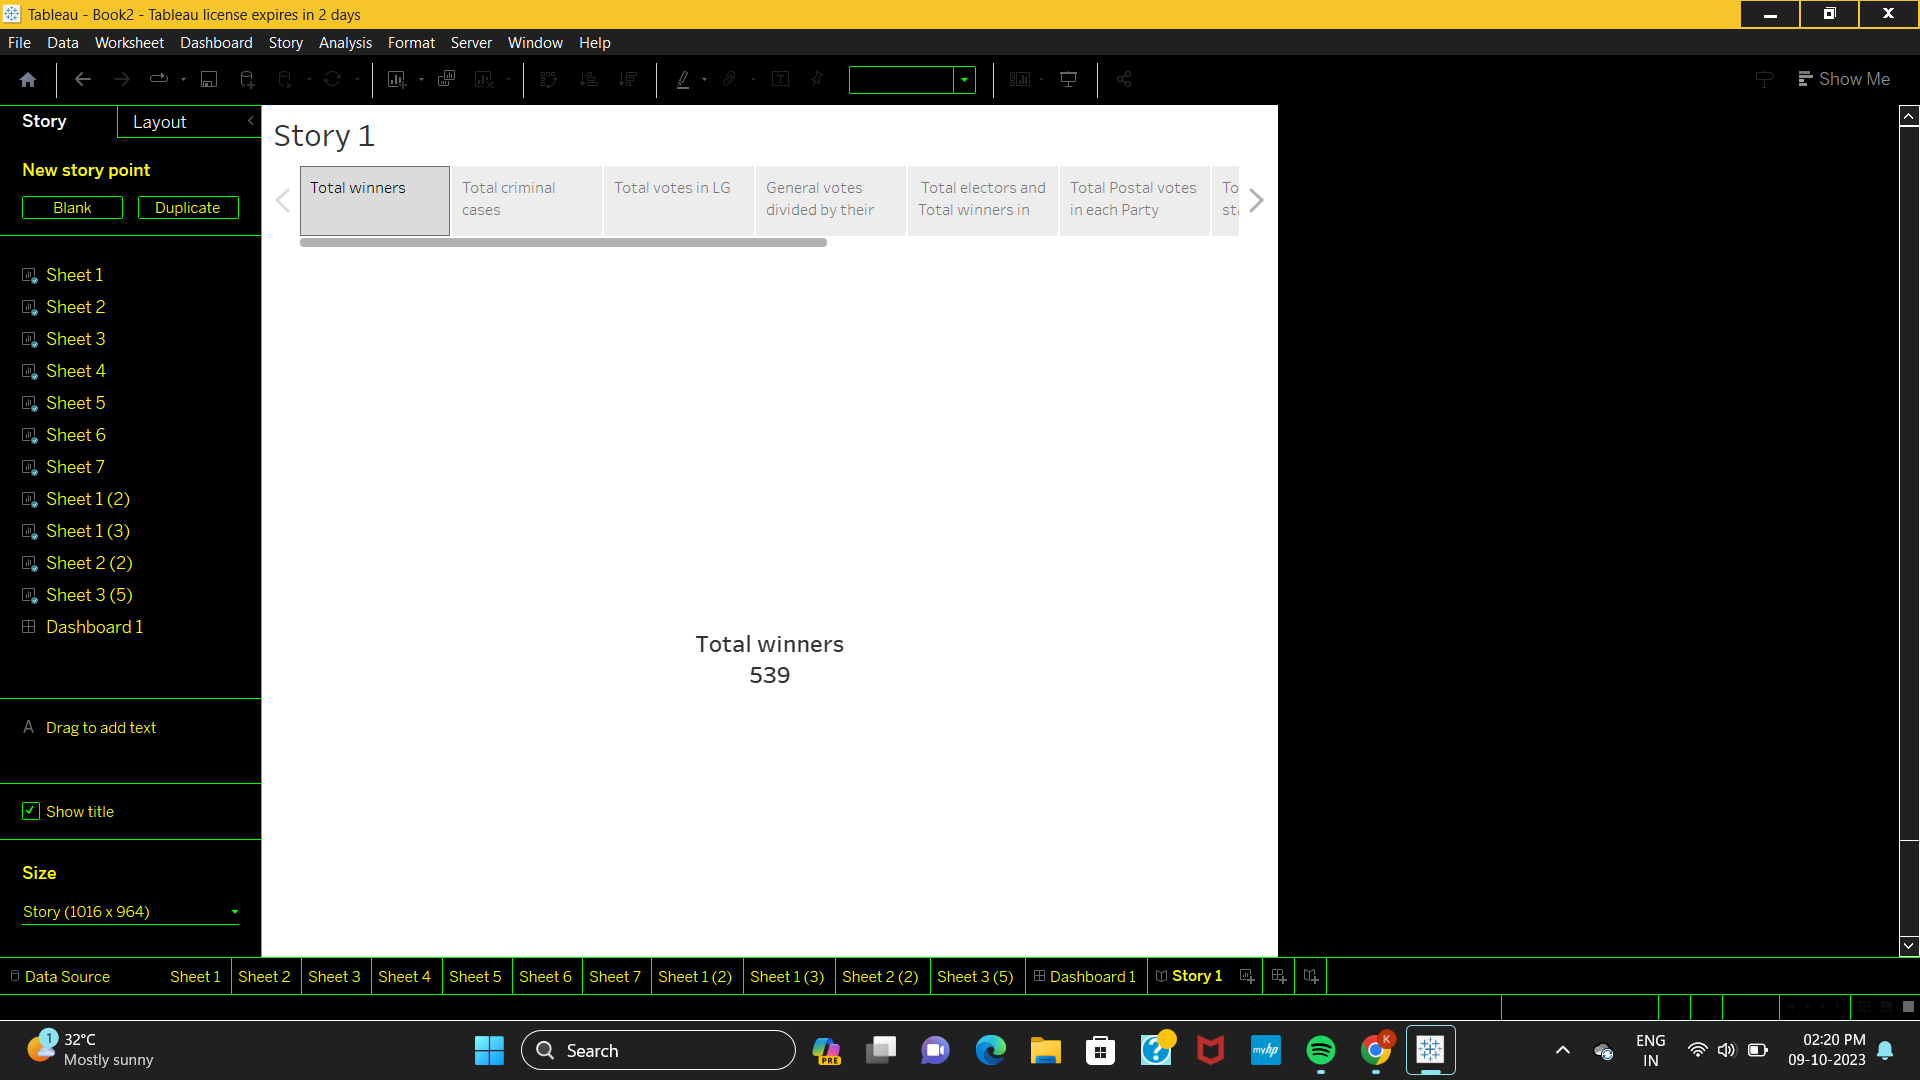 Tableau - Book2 - Tableau license expires in 2 days
File Data Worksheet Dashboard Story Analysis Format Server Window Help
Show Me
Story Layout
New story point
Blank Duplicate
Sheet 1
Sheet 2
Sheet 3
Sheet 4
Sheet 5
Sheet 6
Sheet 7
Sheet 1 (2)
Sheet 1 (3)
Sheet 2 (2)
Sheet 3 (5)
Dashboard 1
A Drag to add text
Show title
Size
Story (1016 x 964)
Story 1
Total winners
Total criminal
cases
Total votes in LG
General votes
divided by their
Total electors and
Total winners in
Total Postal votes
in each Party
To
Total winners
539
Data Source Sheet 1 Sheet 2 Sheet 3 Sheet 4 Sheet 5 Sheet 6 Sheet 7 Sheet 1 (2) Sheet 1 (3) Sheet 2 (2) Sheet 3 (5) Dashboard 1 Story 1
1
32°C
Mostly sunny
Search
PRE
myhp
K
ENG
IN
02:20 PM
09-10-2023